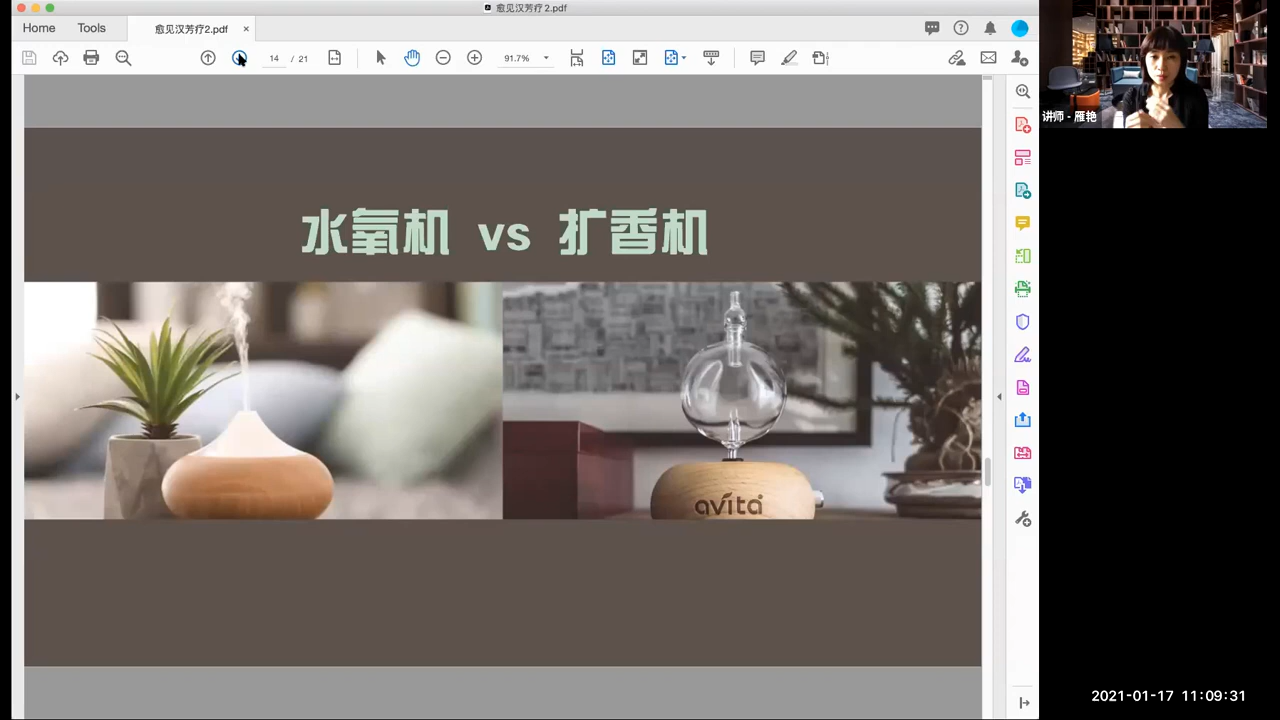 愈见汉芳疗2.pdf
Home
Tools
愈见汉芳疗2.pdf
×
14 / 21
91.7%
水氧机 vs 扩香机
avita
讲师 - 雁艳
2021-01-17 11:09:31